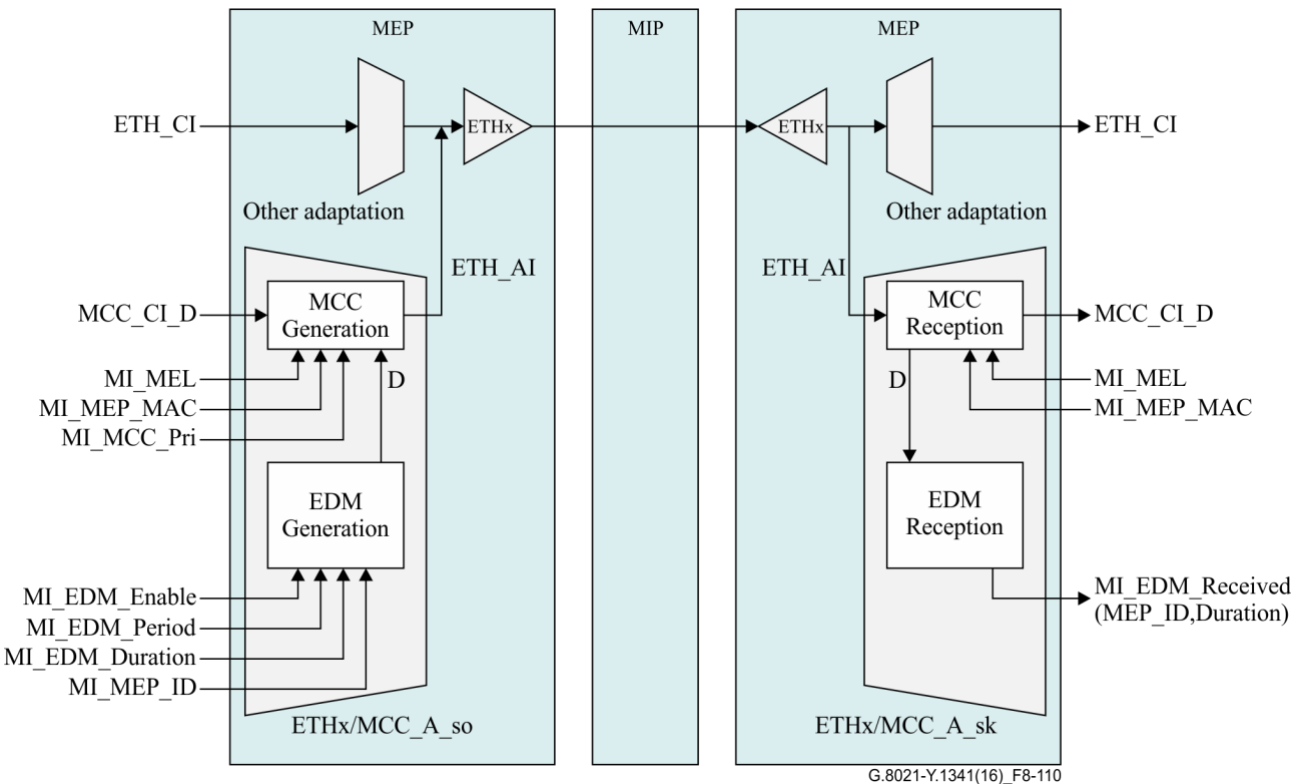 MEP
MIP
MEP
ETH_CI
ETHx
ETHx
ETH_CI
Other adaptation
Other adaptation
ETH_AI
ETH_AI
MCC_CI_D
MCC
Generation
MCC
Reception
MCC_CI_D
MI_MEL
D
D
MI_MEL
MI_MEP_MAC
MI_MEP_MAC
MI_MCC_Pri
EDM
Generation
EDM
Reception
MI_EDM_Enable
MI_EDM_Period
MI_EDM_Duration
MI_MEP_ID
MI_EDM_Received
(MEP_ID,Duration)
ETHx/MCC_A_so
ETHx/MCC_A_sk
G.8021-Y.1341(16)_F8-110